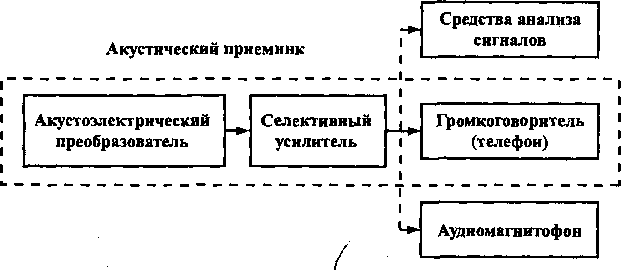 Средства анализа
сигналов
Акустический приемник
Акустоэлектрический
преобразователь
Селективный
усилитель
Громкоговоритель
(телефон)
Аудиомагнитофон